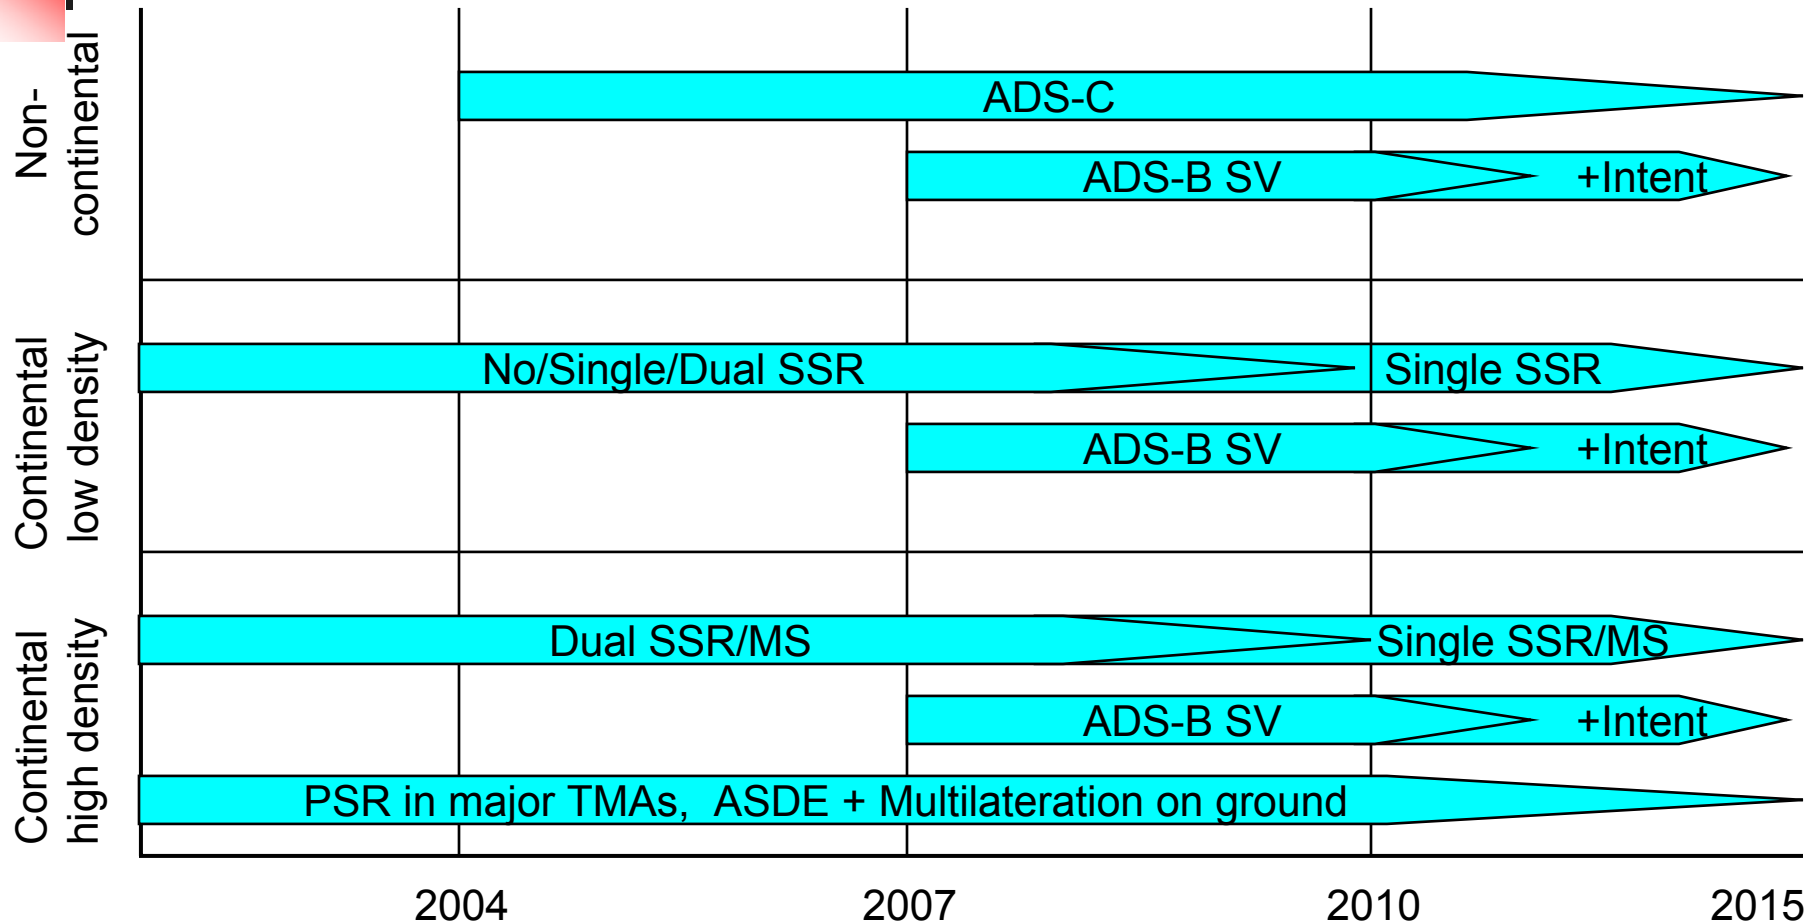 Non-
continental
ADS-C
ADS-B SV
+Intent
Continental
low density
No/Single/Dual SSR
Single SSR
ADS-B SV
+Intent
Continental
high density
Dual SSR/MS
Single SSR/MS
ADS-B SV
+Intent
PSR in major TMAs, ASDE + Multilateration on ground
2004
2007
2010
2015